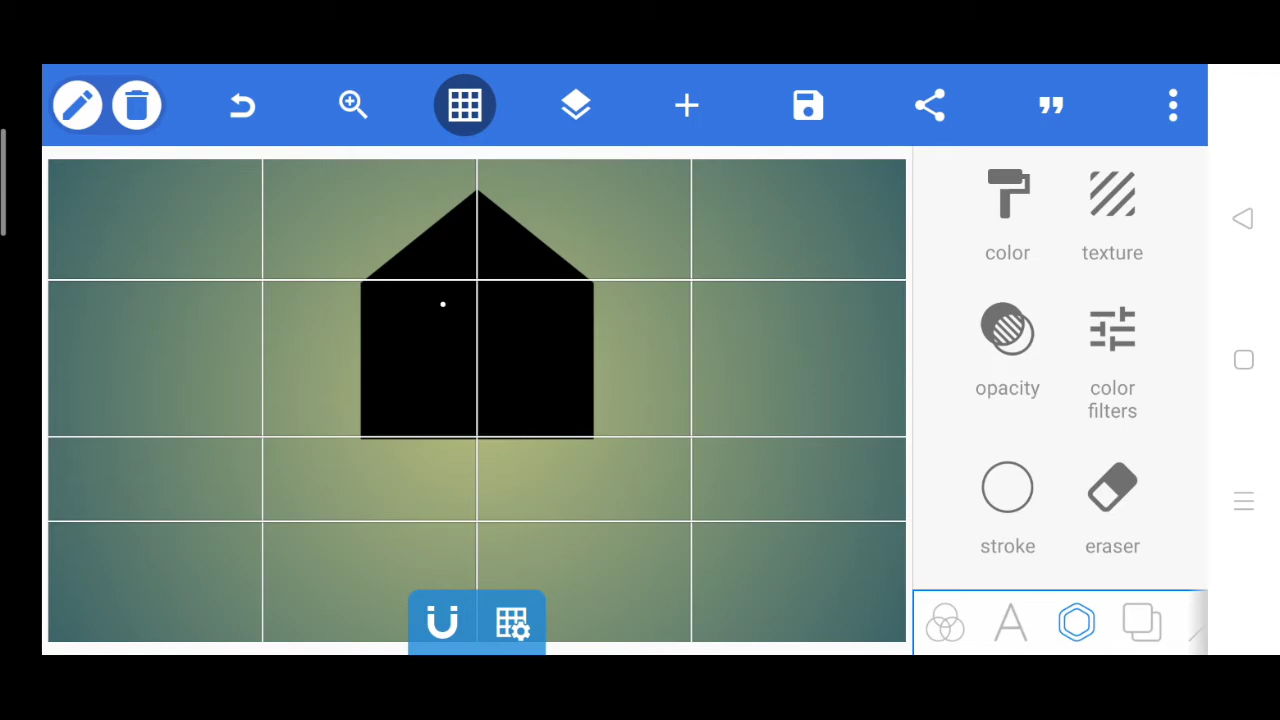 color
texture
opacity
color
filters
stroke
eraser